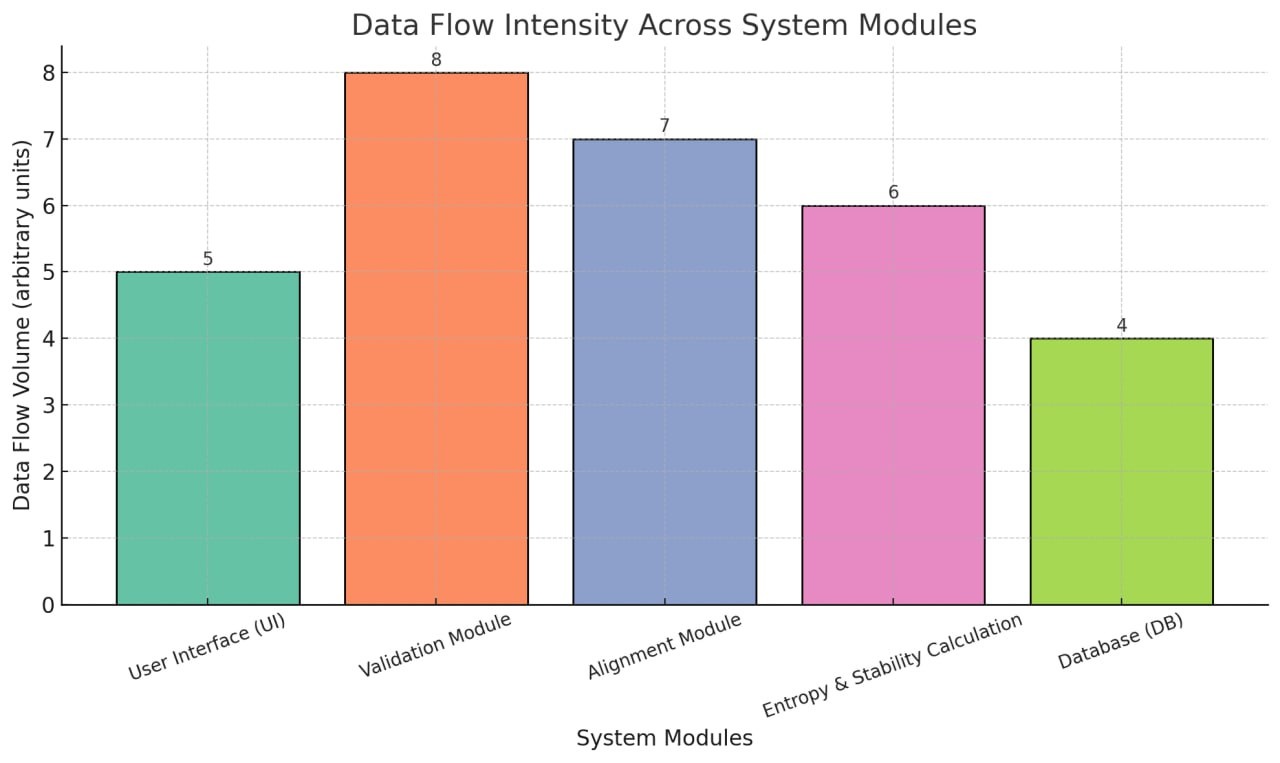 Data Flow Intensity Across System Modules
Data Flow Volume (arbitrary units)
8
7
6
5
4
3
2
1
0
5
8
7
6
4
User Interface (UI)
Validation Module
Alignment Module
Entropy & Stability Calculation
Database (DB)
System Modules